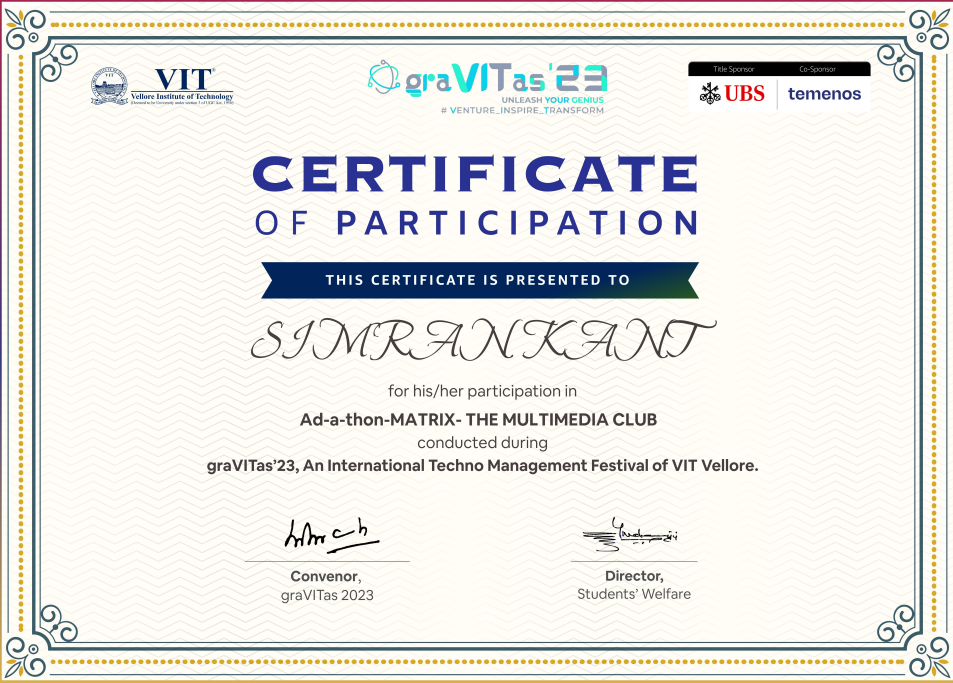 VIT®
Vellore Institute of Technology
(Deemed to be University under section 3 of UGC Act, 1956)
graVITas'23
UNLEASH YOUR GENIUS
# VENTURE_INSPIRE_TRANSFORM
Title Sponsor Co-Sponsor
UBS temenos
CERTIFICATE
OF PARTICIPATION
THIS CERTIFICATE IS PRESENTED TO
SIMRAN KANT
for his/her participation in
Ad-a-thon-MATRIX- THE MULTIMEDIA CLUB
conducted during
graVITas’23, An International Techno Management Festival of VIT Vellore.
Convenor, Director,
graVITas 2023 Students’ Welfare